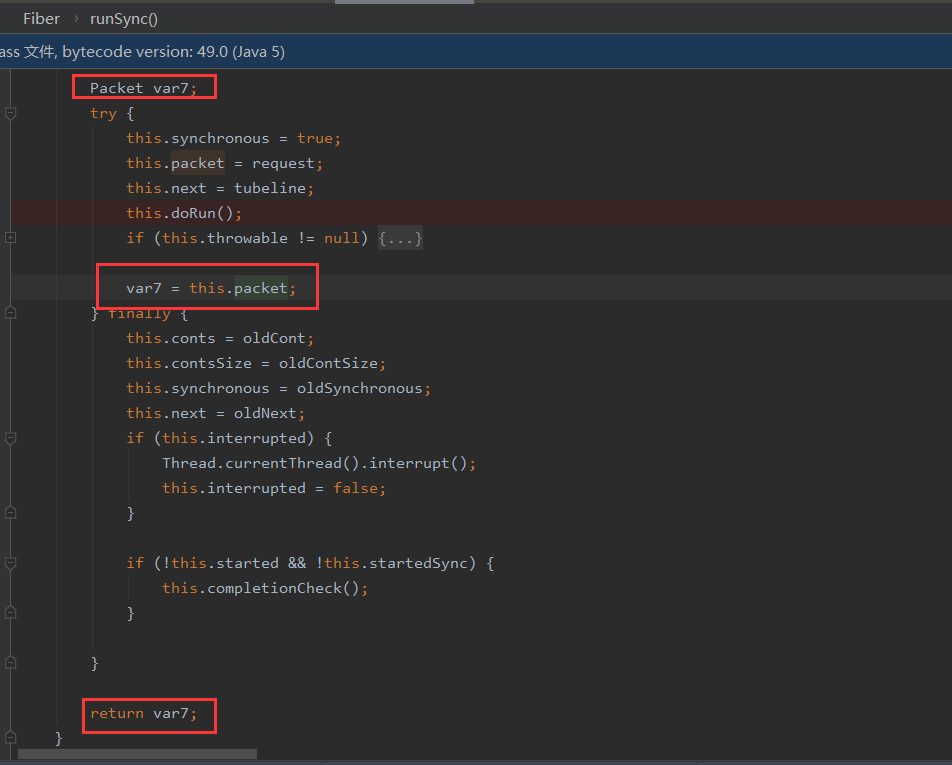 Fiber › runSync()
ass 文件, bytecode version: 49.0 (Java 5)
Packet var7;
try {
this.synchronous = true;
this.packet = request;
this.next = tubeline;
this.doRun();
if (this.throwable != null) {...}
var7 = this.packet;
} finally {
this.conts = oldCont;
this.contsSize = oldContSize;
this.synchronous = oldSynchronous;
this.next = oldNext;
if (this.interrupted) {
Thread.currentThread().interrupt();
this.interrupted = false;
}
if (!this.started && !this.startedSync) {
this.completionCheck();
}
}
return var7;
}